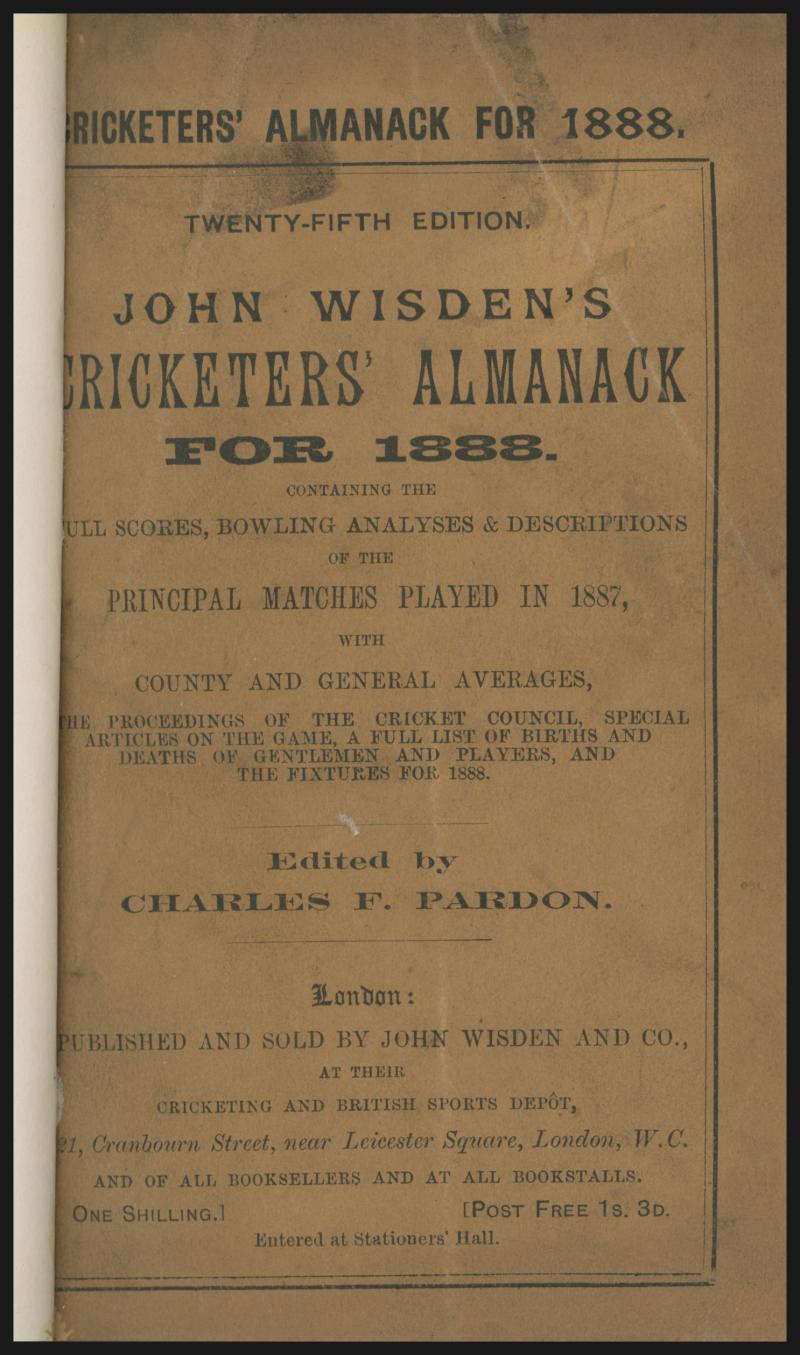 CRICKETERS' ALMANACK FOR 1888.
TWENTY-FIFTH EDITION.
JOHN WISDEN'S
CRICKETERS' ALMANACK
FOR 1888.
CONTAINING THE
FULL SCORES, BOWLING ANALYSES & DESCRIPTIONS
OF THE
PRINCIPAL MATCHES PLAYED IN 1887,
WITH
COUNTY AND GENERAL AVERAGES,
THE PROCEEDINGS OF THE CRICKET COUNCIL, SPECIAL
ARTICLES ON THE GAME, A FULL LIST OF BIRTHS AND
DEATHS OF GENTLEMEN AND PLAYERS, AND
THE FIXTURES FOR 1888.
Edited by
CHARLES F. PARDON.
London:
PUBLISHED AND SOLD BY JOHN WISDEN AND CO.,
AT THEIR
CRICKETING AND BRITISH SPORTS DEPÔT,
21, Cranbourn Street, near Leicester Square, London, W.C.
AND OF ALL BOOKSELLERS AND AT ALL BOOKSTALLS.
ONE SHILLING.] [POST FREE 1S. 3D.
Entered at Stationers' Hall.